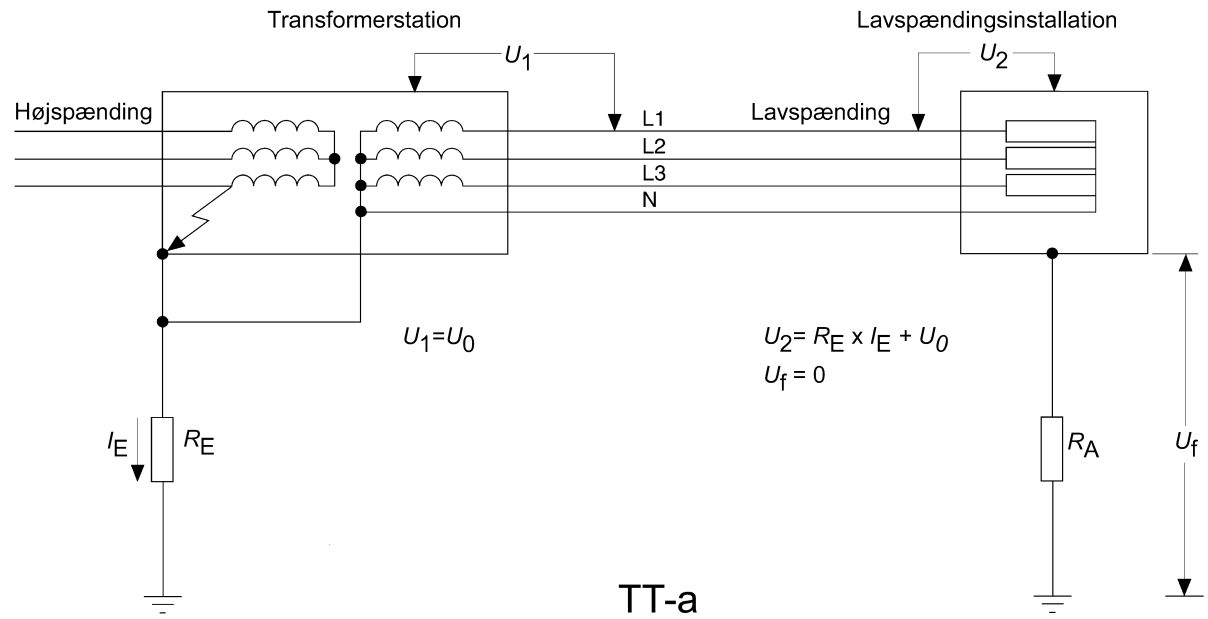 Transformerstation
Lavspændingsinstallation
U1
U2
Højspænding
L1
Lavspænding
L2
L3
N
U1=U0
U2= RE x IE + U0
Uf = 0
IE
RE
RA
Uf
TT-a